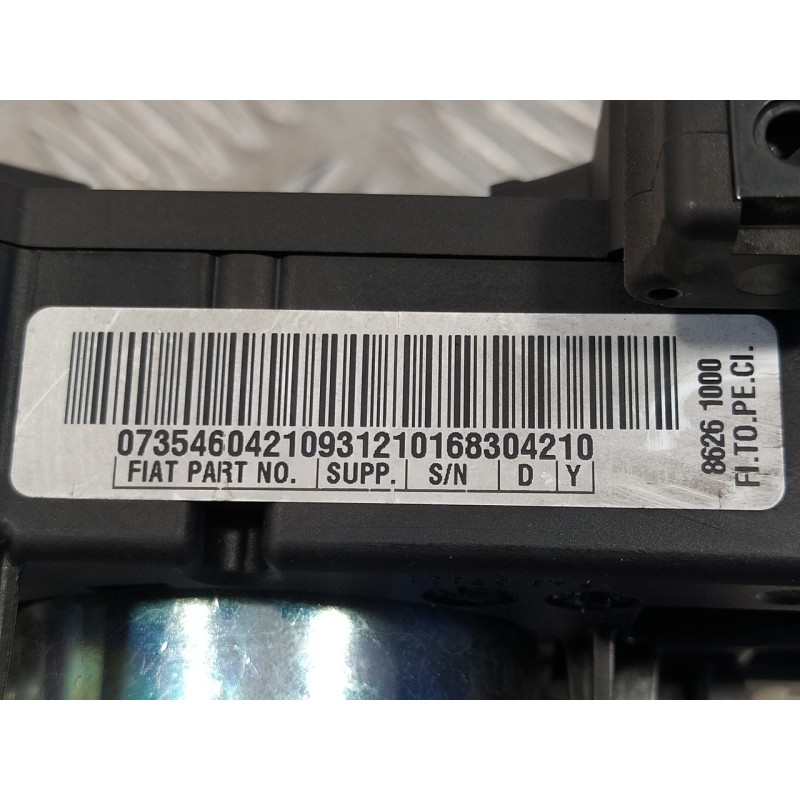 07354604210931210168304210
FIAT PART NO. SUPP. S/N D Y
8626 1000
FI.TO.PE.CI.